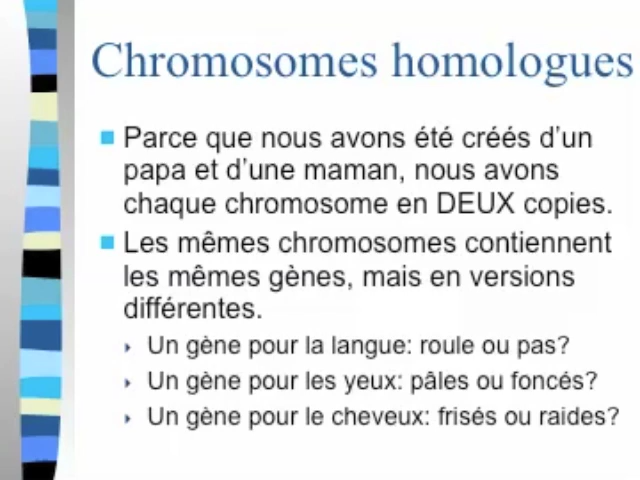 Chromosomes homologues
Parce que nous avons été créés d'un
papa et d'une maman, nous avons
chaque chromosome en DEUX copies.
Les mêmes chromosomes contiennent
les mêmes gènes, mais en versions
différentes.
Un gène pour la langue: roule ou pas?
Un gène pour les yeux: pâles ou foncés?
Un gène pour le cheveux: frisés ou raides?